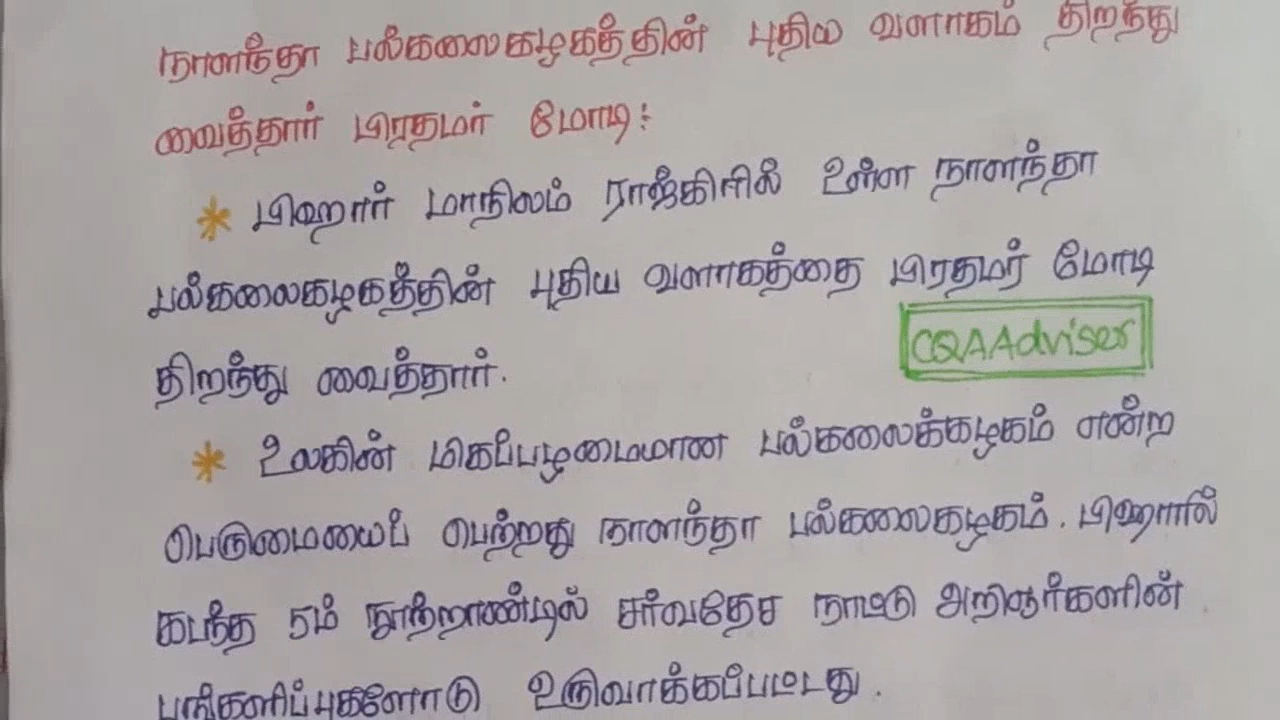 நாளந்தா பல்கலைகழகத்தின் புதிய வளாகம் திறந்து
வைத்தார் பிரதமர் மோடி:
* பிஹார் மாநிலம் ராஜ்கிரில் உள்ள நாளந்தா
பல்கலைகழகத்தின் புதிய வளாகத்தை பிரதமர் மோடி
திறந்து வைத்தார்.
CQAAdviser
* உலகின் மிகப்பழமைமான பல்கலைக்கழகம் என்ற
பெருமையைப் பெற்றது நாளந்தா பல்கலைகழகம். பிஹாரில்
கடந்த 5ம் நூற்றாண்டில் சர்வதேச நாட்டு அறிஞர்களின்
பங்களிப்புகளோடு உருவாக்கப்பட்டது.